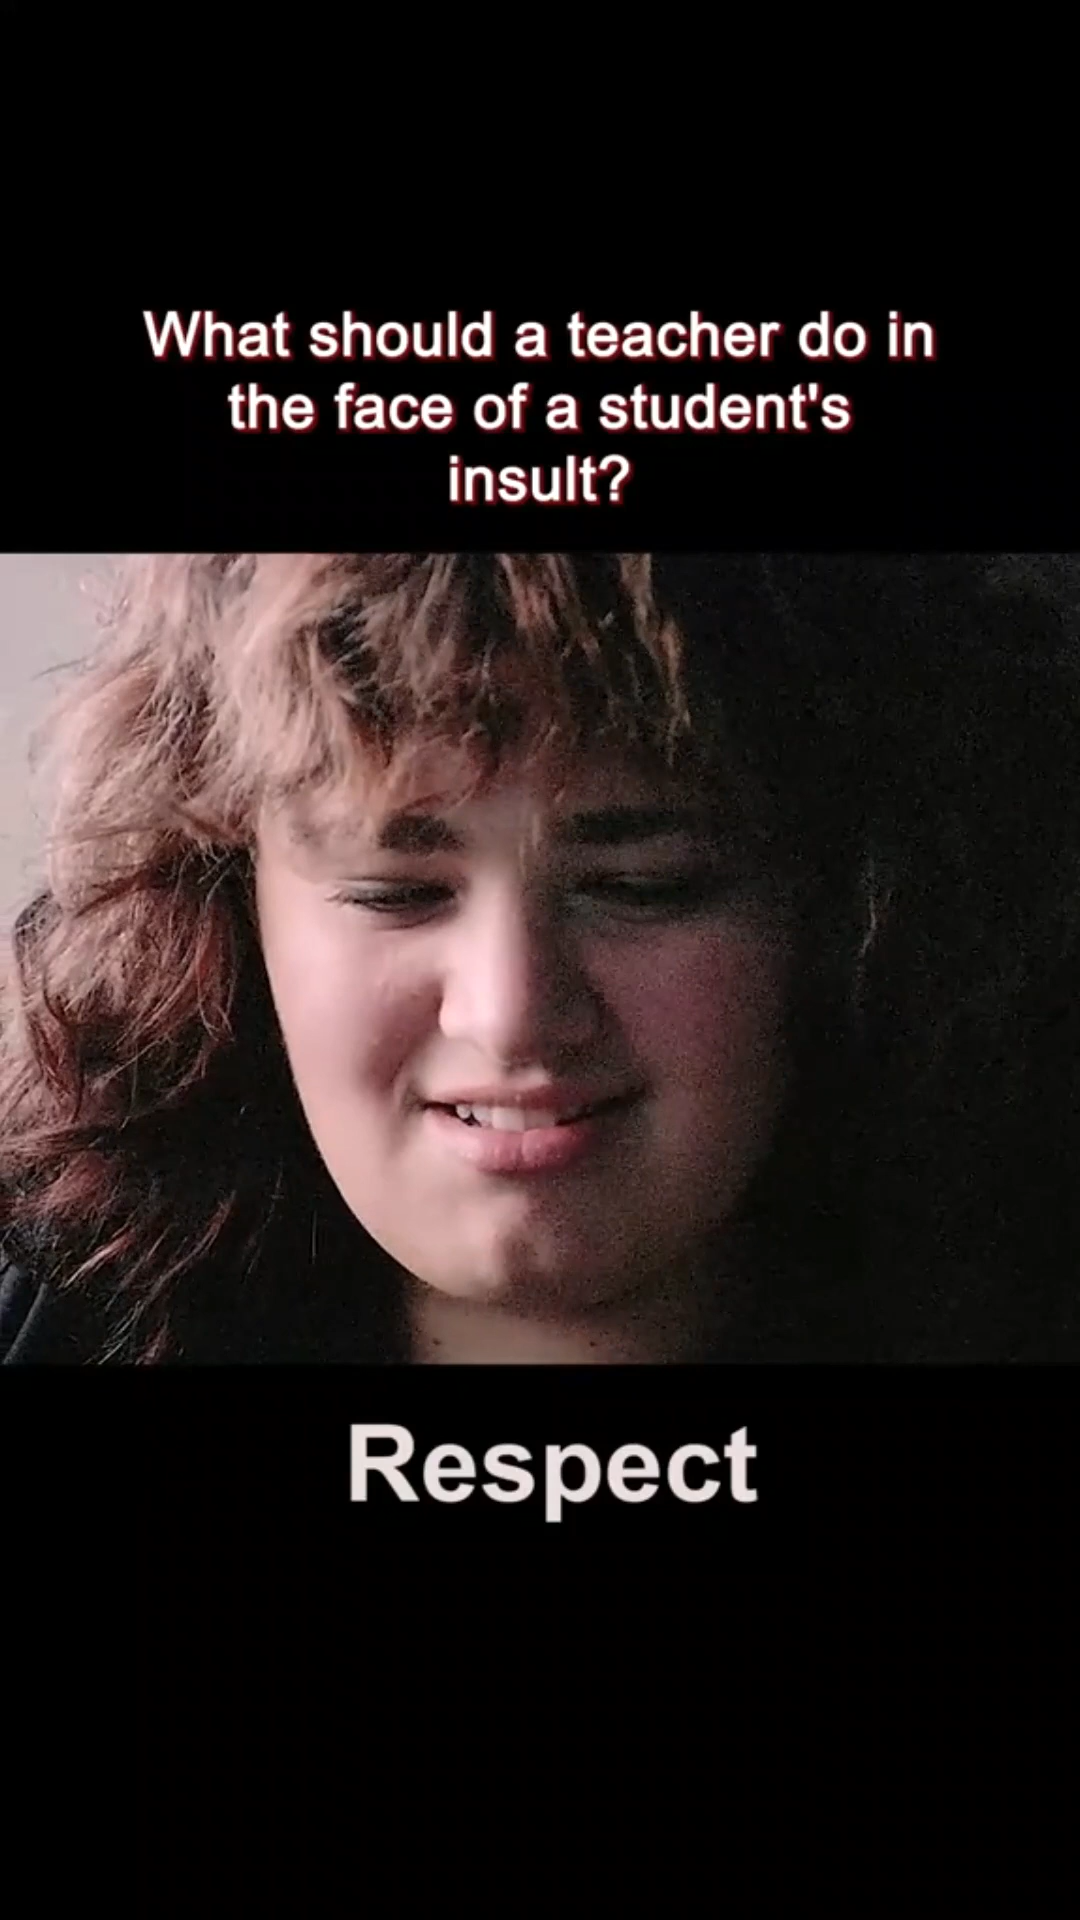 What should a teacher do in
the face of a student's
insult?
Respect